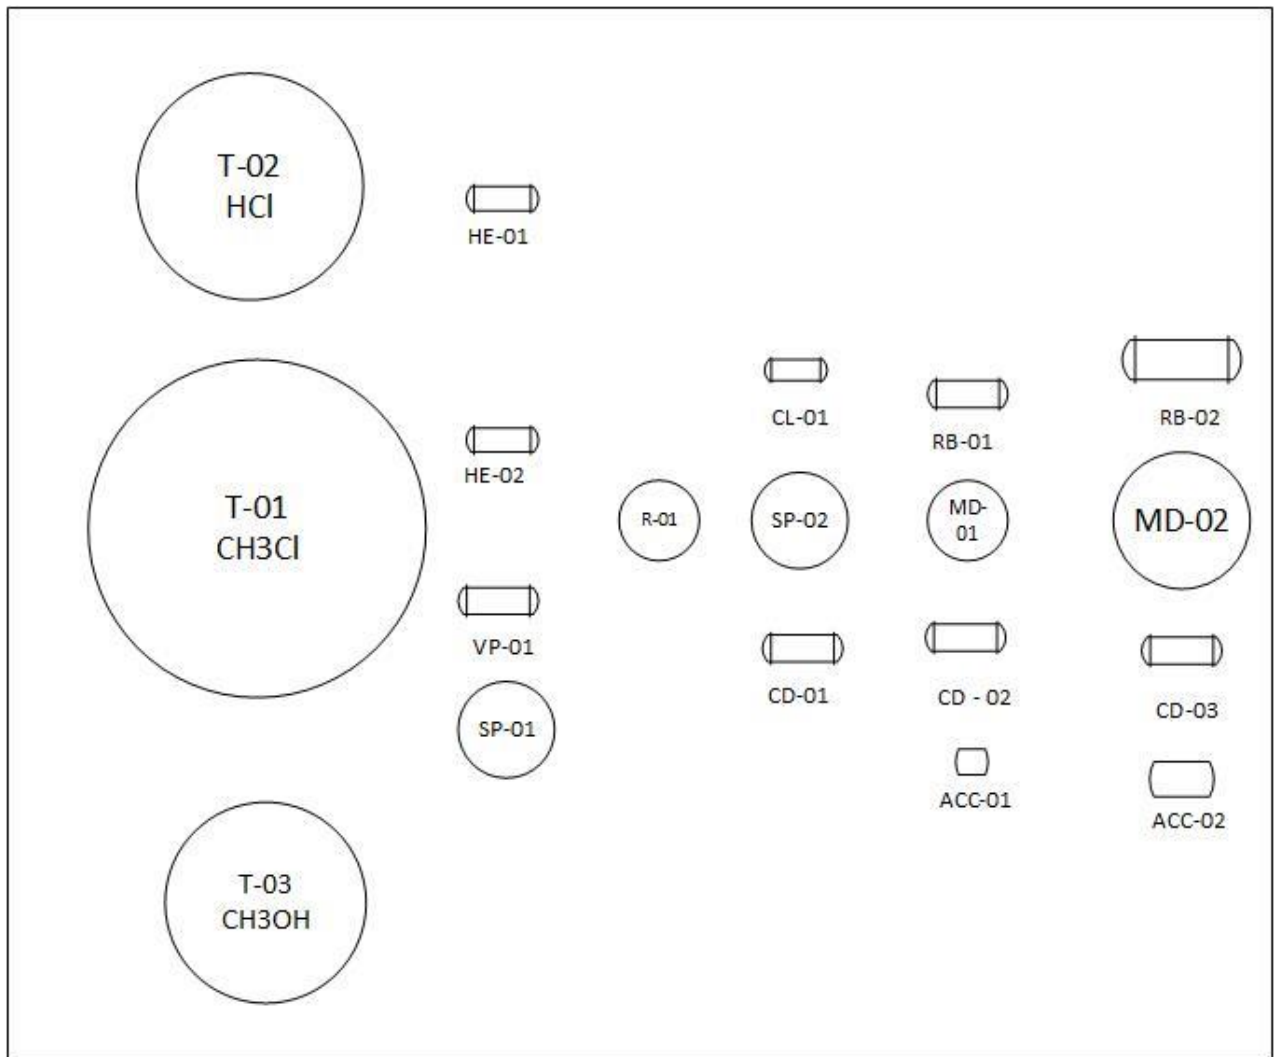 T-02
HCl
HE-01
CL-01
RB-01
RB-02
T-01
CH3Cl
HE-02
R-01
SP-02
MD-
01
MD-02
VP-01
CD-01
CD - 02
CD-03
SP-01
ACC-01
ACC-02
T-03
CH3OH